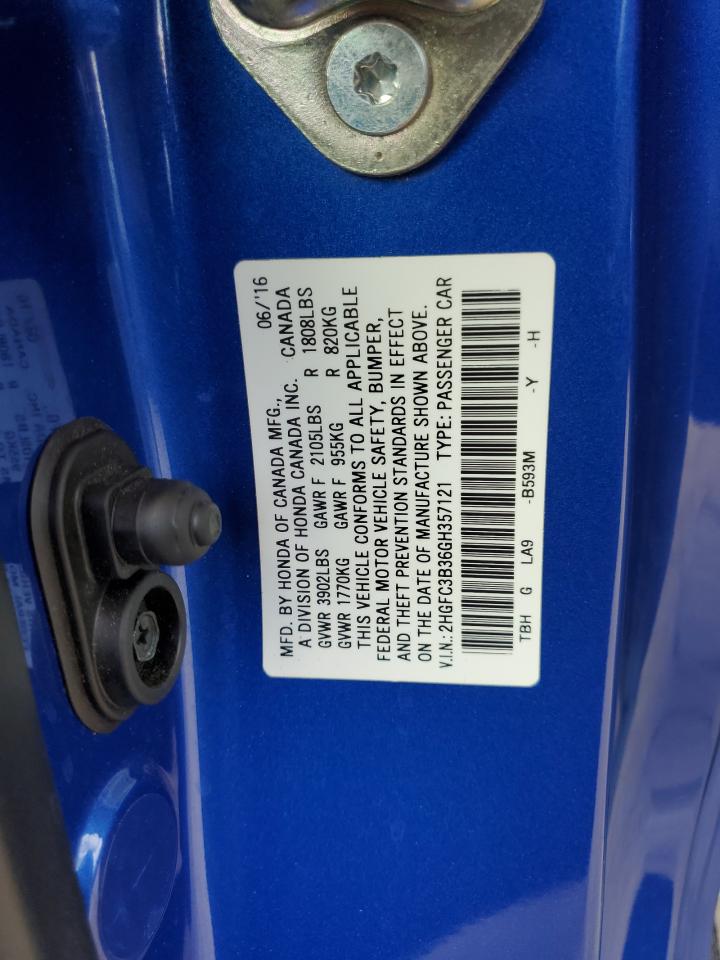 MFD. BY HONDA OF CANADA MFG., 06/'16
A DIVISION OF HONDA CANADA INC. CANADA
GVWR 3902LBS GAWR F 2105LBS R 1808LBS
GVWR 1770KG GAWR F 955KG R 820KG
THIS VEHICLE CONFORMS TO ALL APPLICABLE
FEDERAL MOTOR VEHICLE SAFETY, BUMPER,
AND THEFT PREVENTION STANDARDS IN EFFECT
ON THE DATE OF MANUFACTURE SHOWN ABOVE.
V.I.N.: 2HGFC3B36GH357121 TYPE: PASSENGER CAR
TBH G LA9 -B593M -Y -H